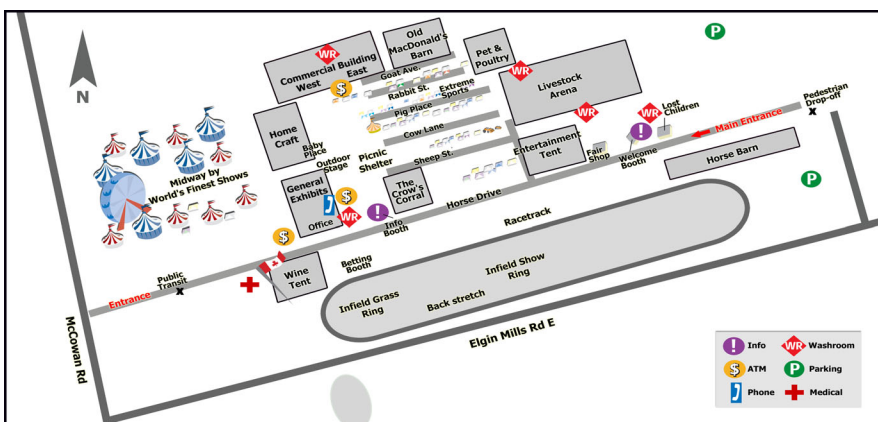 Old
MacDonald's
Barn
WR
Commercial Building
West East
Pet &
Poultry
WR
P
Goat Ave.
$
Rabbit St.
Extreme
Sports
Livestock
Arena
Pig Place
N
Home
Craft
Baby
Place
Cow Lane
WR
WR
Lost
Children
Pedestrian
Drop-off
x
Main Entrance
Entertainment
Tent
!
Outdoor
Stage
Picnic
Shelter
Sheep St.
Fair
Shop
Welcome
Booth
Horse Barn
P
Midway by
World's Finest Shows
General
Exhibits
$
The
Crow's
Corral
Horse Drive
Office
WR
!
Info
Booth
Racetrack
$
Public
Transit
x
Wine
Tent
Betting
Booth
Infield Show
Ring
Entrance
Infield Grass
Ring
Back stretch
McCowan Rd
Elgin Mills Rd E
! Info
WR Washroom
$ ATM
P Parking
Phone
Medical